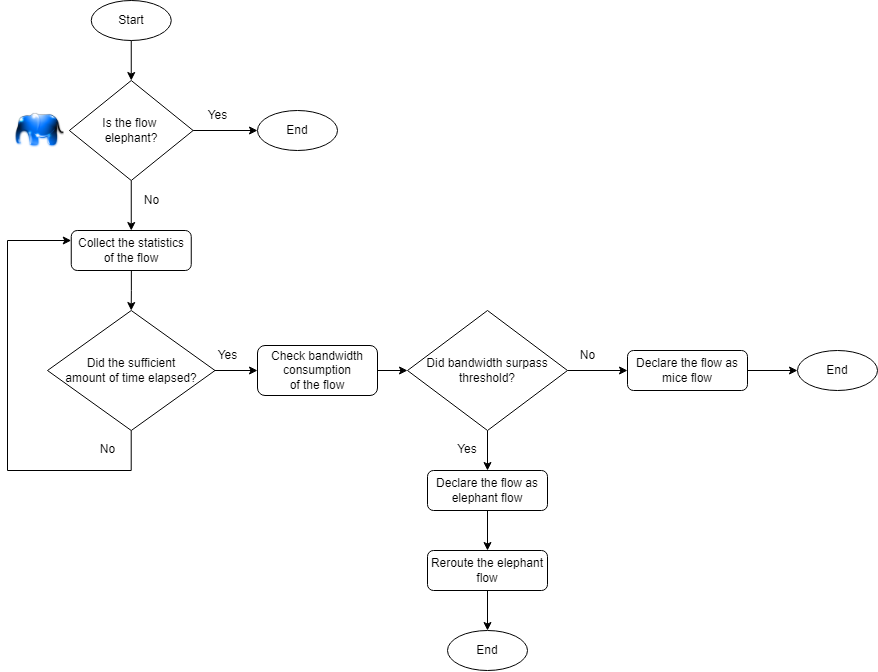 Start
Is the flow
elephant?
Yes
End
No
Collect the statistics
of the flow
Did the sufficient
amount of time elapsed?
Yes
No
Check bandwidth
consumption
of the flow
Did bandwidth surpass
threshold?
No
Declare the flow as
mice flow
End
Yes
Declare the flow as
elephant flow
Reroute the elephant
flow
End